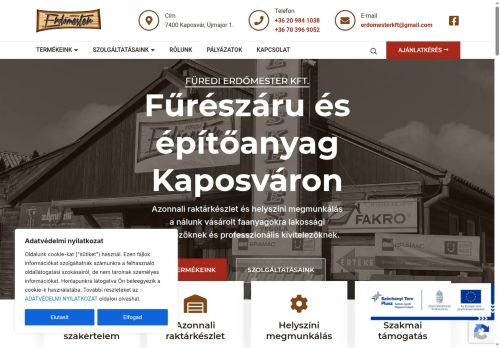 Erdőmester
Cím
7400 Kaposvár, Újmajor 1.
Telefon
+36 20 984 1038
+36 70 396 9052
E-mail
erdomesterkft@gmail.com
TERMÉKEINK
SZOLGÁLTATÁSAINK
RÓLUNK
PÁLYÁZATOK
KAPCSOLAT
AJÁNLATKÉRÉS
FÜREDI ERDŐMESTER KFT.
Fűrészáru és
építőanyag
Kaposváron
Azonnali raktárkészlet és helyszíni megmunkálás
a nálunk vásárolt faanyagokra lakossági
építkezőknek és professzionális kivitelezőknek.
FAKRO
TERMÉKEINK
SZOLGÁLTATÁSAINK
Adatvédelmi nyilatkozat
Oldalunk cookie-kat ("sütiket") használ. Ezen fájlok
információkat szolgáltatnak számunkra a felhasználó
oldallátogatási szokásairól, de nem tárolnak személyes
információkat. Honlapunkra látogatva Ön beleegyezik a
cookie-k használatába. További részleteket az
ADATVÉDELMI NYILATKOZAT oldalon olvashat.
Elutasít
Elfogad
szakértelem
Azonnali
raktárkészlet
Helyszíni
megmunkálás
Szakmai
támogatás
Széchenyi Terv
Plusz